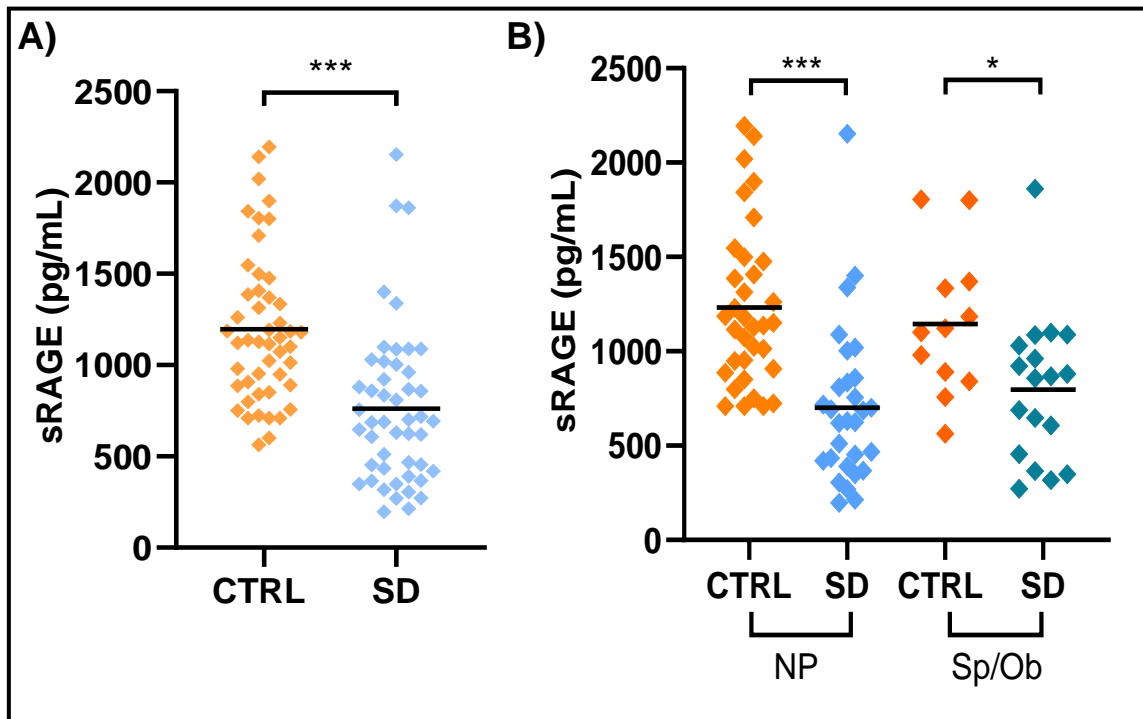 A)
***
2500
2000
1500
1000
500
0
sRAGE (pg/mL)
CTRL SD
B)
*** *
2500
2000
1500
1000
500
0
sRAGE (pg/mL)
CTRL SD CTRL SD
NP Sp/Ob